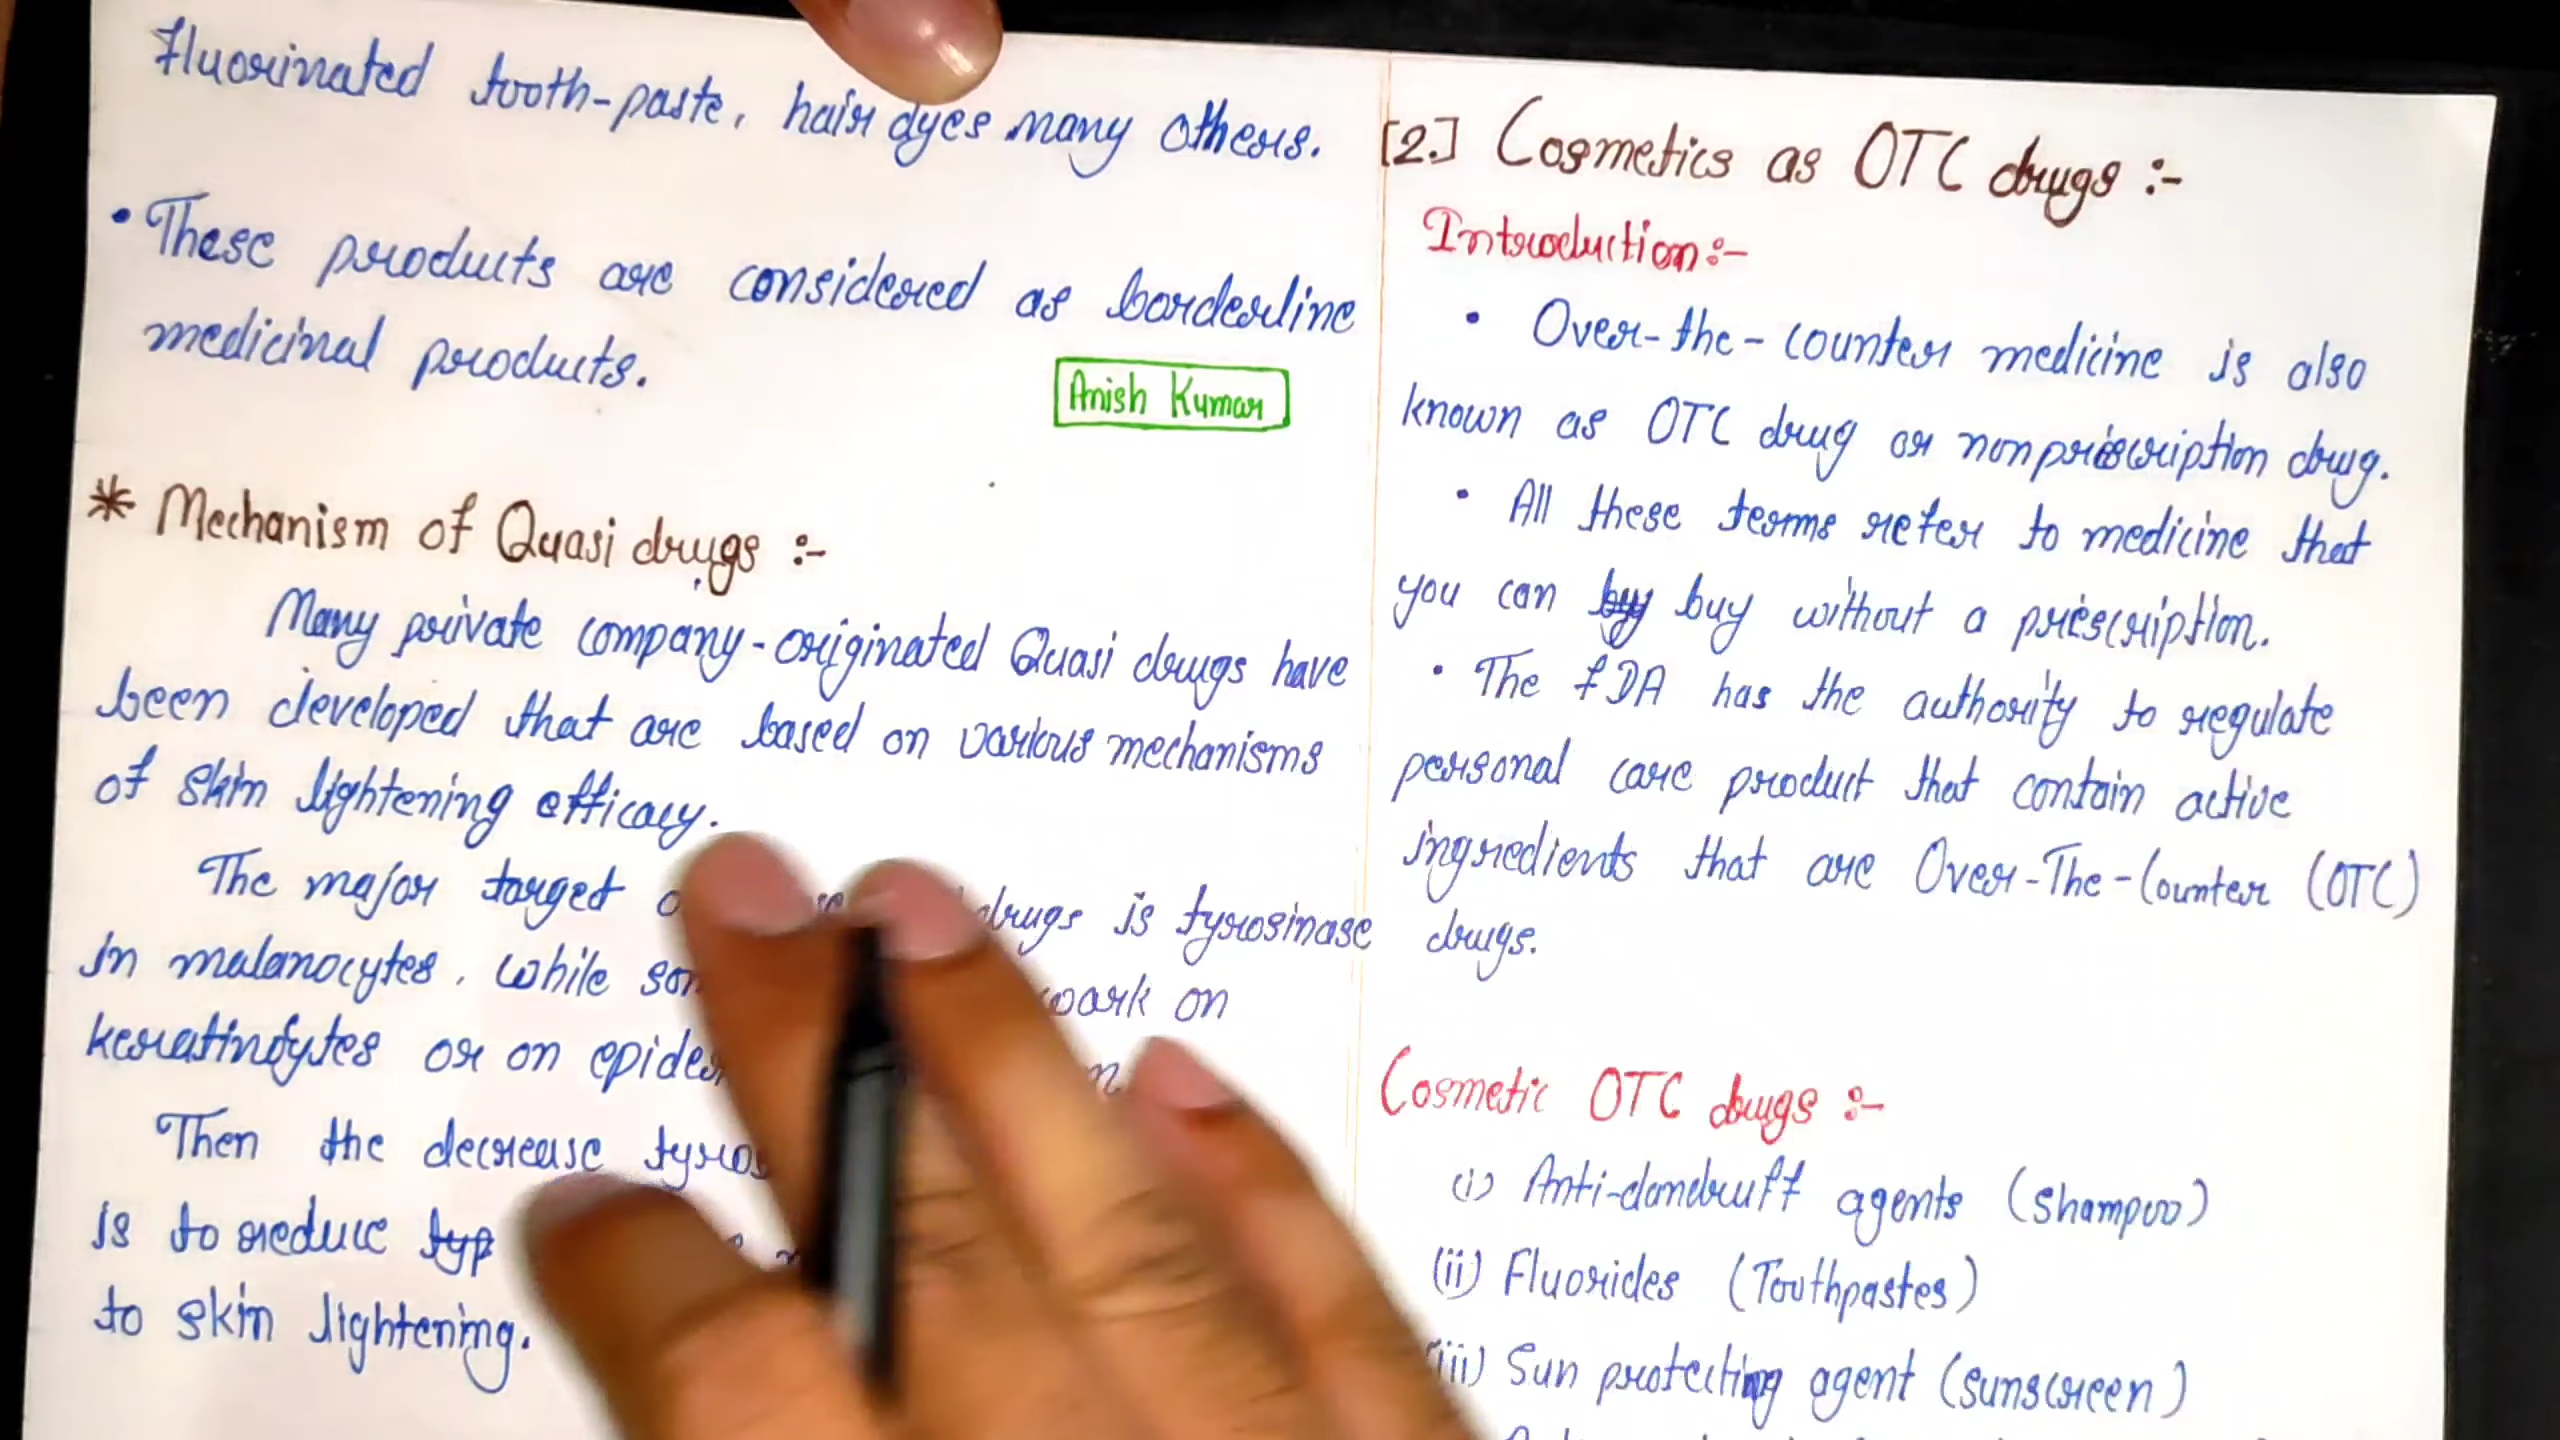 Fluorinated tooth-paste, hair dyes many others.
• These products are considered as borderline
medicinal products.
Anish Kumar
* Mechanism of Quasi drugs :-
Many private company-originated Quasi drugs have
been developed that are based on various mechanisms
of skin lightening efficacy.
The major target drugs is tyrosinase
in malanocytes, while work on
keratinofytes or on
Then the decrease
is to reduce
to skin lightening.
[2.] Cosmetics as OTC drugs :-
Introduction:-
• Over-the-counter medicine is also
known as OTC drug or nonprescription drug.
• All these terms refer to medicine that
you can by buy without a prescription.
• The FDA has the authority to regulate
personal care product that contain active
ingredients that are Over-The-Counter (OTC)
drugs.
Cosmetic OTC drugs :-
(i) Anti-dandruff agents (Shampoo)
(ii) Fluorides (Toothpastes)
(iii) Sun protecting agent (sunscreen)